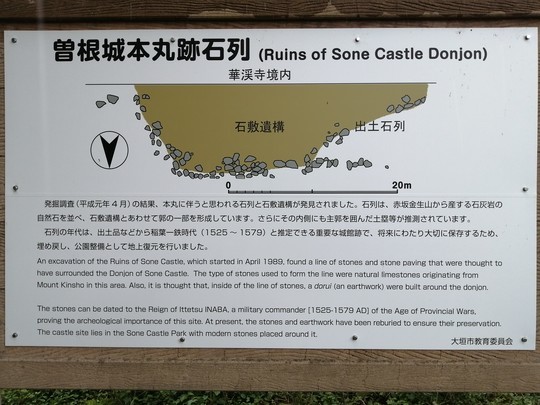 曽根城本丸跡石列 (Ruins of Sone Castle Donjon)
華渓寺境内
石敷遺構
出土石列
0 20m
発掘調査（平成元年４月）の結果、本丸に伴うと思われる石列と石敷遺構が発見されました。石列は、赤坂金生山から産する石灰岩の
自然石を並べ、石敷遺構とあわせて郭の一部を形成しています。さらにその内側にも主郭を囲んだ土塁等が推測されています。
石列の年代は、出土品などから稲葉一鉄時代（1525～1579）と推定できる重要な城館跡で、将来にわたり大切に保存するため、
埋め戻し、公園整備として地上復元を行いました。
An excavation of the Ruins of Sone Castle, which started in April 1989, found a line of stones and stone paving that were thought to
have surrounded the Donjon of Sone Castle. The type of stones used to form the line were natural limestones originating from
Mount Kinsho in this area. Also, it is thought that, inside of the line of stones, a dorui (an earthwork) were built around the donjon.
The stones can be dated to the Reign of Ittetsu INABA, a military commander [1525-1579 AD] of the Age of Provincial Wars,
proving the archeological importance of this site. At present, the stones and earthwork have been reburied to ensure their preservation.
The castle site lies in the Sone Castle Park with modern stones placed around it.
大垣市教育委員会